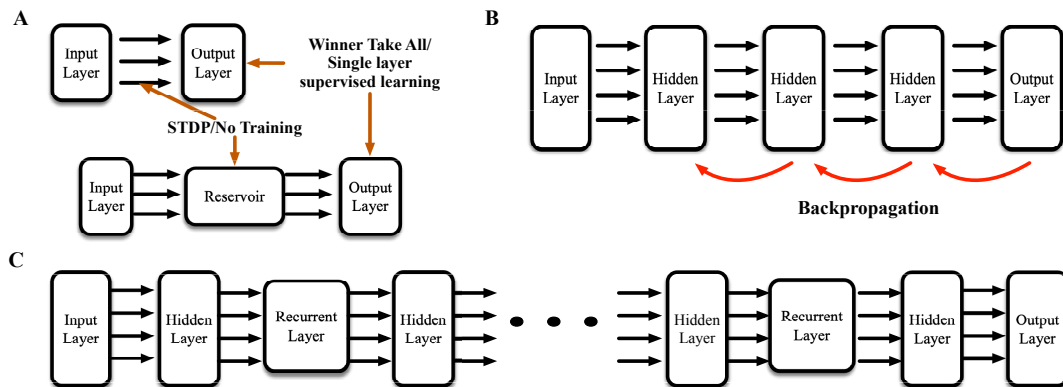 A
Input
Layer
Output
Layer
Winner Take All/
Single layer
supervised learning
STDP/No Training
Input
Layer
Reservoir
Output
Layer
B
Input
Layer
Hidden
Layer
Hidden
Layer
Hidden
Layer
Output
Layer
Backpropagation
C
Input
Layer
Hidden
Layer
Recurrent
Layer
Hidden
Layer
Hidden
Layer
Recurrent
Layer
Hidden
Layer
Output
Layer